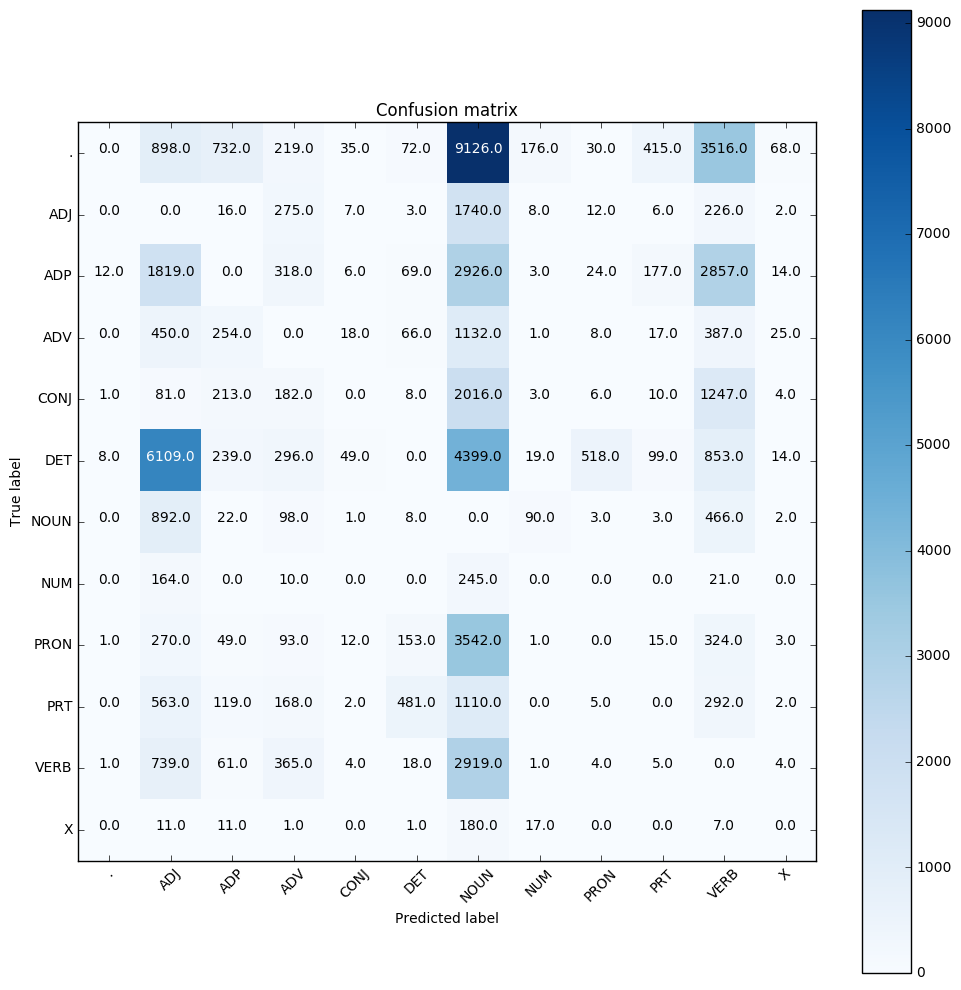 Confusion matrix
. 0.0 898.0 732.0 219.0 35.0 72.0 9126.0 176.0 30.0 415.0 3516.0 68.0
ADJ 0.0 0.0 16.0 275.0 7.0 3.0 1740.0 8.0 12.0 6.0 226.0 2.0
ADP 12.0 1819.0 0.0 318.0 6.0 69.0 2926.0 3.0 24.0 177.0 2857.0 14.0
ADV 0.0 450.0 254.0 0.0 18.0 66.0 1132.0 1.0 8.0 17.0 387.0 25.0
CONJ 1.0 81.0 213.0 182.0 0.0 8.0 2016.0 3.0 6.0 10.0 1247.0 4.0
DET 8.0 6109.0 239.0 296.0 49.0 0.0 4399.0 19.0 518.0 99.0 853.0 14.0
NOUN 0.0 892.0 22.0 98.0 1.0 8.0 0.0 90.0 3.0 3.0 466.0 2.0
NUM 0.0 164.0 0.0 10.0 0.0 0.0 245.0 0.0 0.0 0.0 21.0 0.0
PRON 1.0 270.0 49.0 93.0 12.0 153.0 3542.0 1.0 0.0 15.0 324.0 3.0
PRT 0.0 563.0 119.0 168.0 2.0 481.0 1110.0 0.0 5.0 0.0 292.0 2.0
VERB 1.0 739.0 61.0 365.0 4.0 18.0 2919.0 1.0 4.0 5.0 0.0 4.0
X 0.0 11.0 11.0 1.0 0.0 1.0 180.0 17.0 0.0 0.0 7.0 0.0
. ADJ ADP ADV CONJ DET NOUN NUM PRON PRT VERB X
Predicted label
True label
9000
8000
7000
6000
5000
4000
3000
2000
1000
0